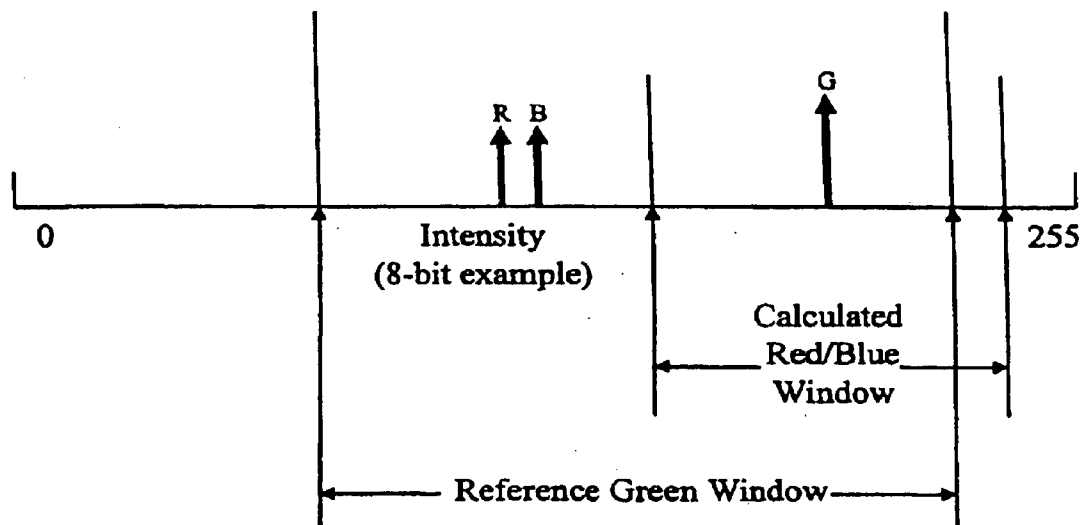 G
R B
0
Intensity
(8-bit example)
255
Calculated
Red/Blue
Window
Reference Green Window